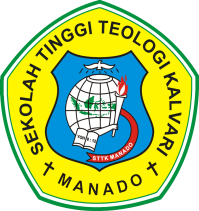 SEKOLAH TINGGI TEOLOGI KALVARI
STTK MANADO
MANADO